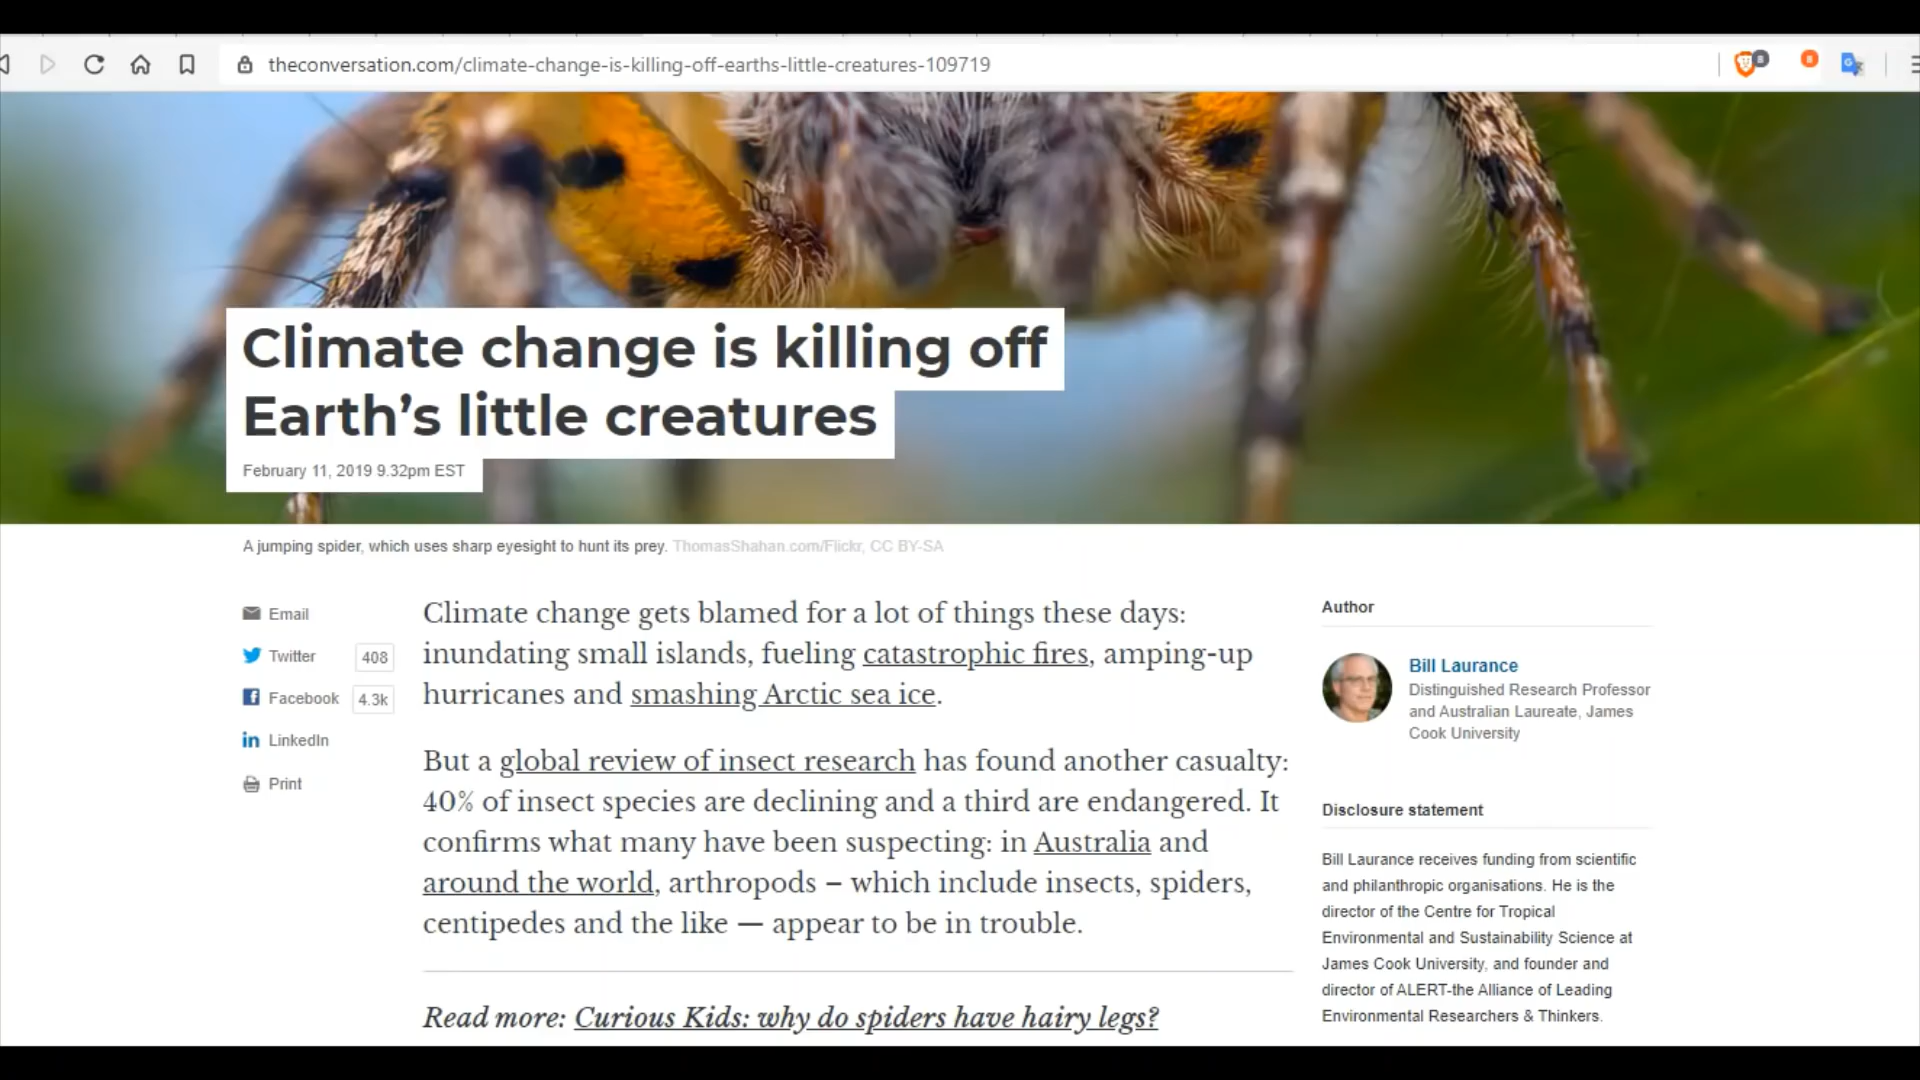 theconversation.com/climate-change-is-killing-off-earths-little-creatures-109719
8
8
Climate change is killing off
Earth's little creatures
February 11, 2019 9.32pm EST
A jumping spider, which uses sharp eyesight to hunt its prey. ThomasShahan.com/Flickr, CC BY-SA
Email
Twitter 408
Facebook 4.3k
LinkedIn
Print
Climate change gets blamed for a lot of things these days:
inundating small islands, fueling catastrophic fires, amping-up
hurricanes and smashing Arctic sea ice.
But a global review of insect research has found another casualty:
40% of insect species are declining and a third are endangered. It
confirms what many have been suspecting: in Australia and
around the world, arthropods – which include insects, spiders,
centipedes and the like — appear to be in trouble.
Read more: Curious Kids: why do spiders have hairy legs?
Author
Bill Laurance
Distinguished Research Professor
and Australian Laureate, James
Cook University
Disclosure statement
Bill Laurance receives funding from scientific
and philanthropic organisations. He is the
director of the Centre for Tropical
Environmental and Sustainability Science at
James Cook University, and founder and
director of ALERT-the Alliance of Leading
Environmental Researchers & Thinkers.